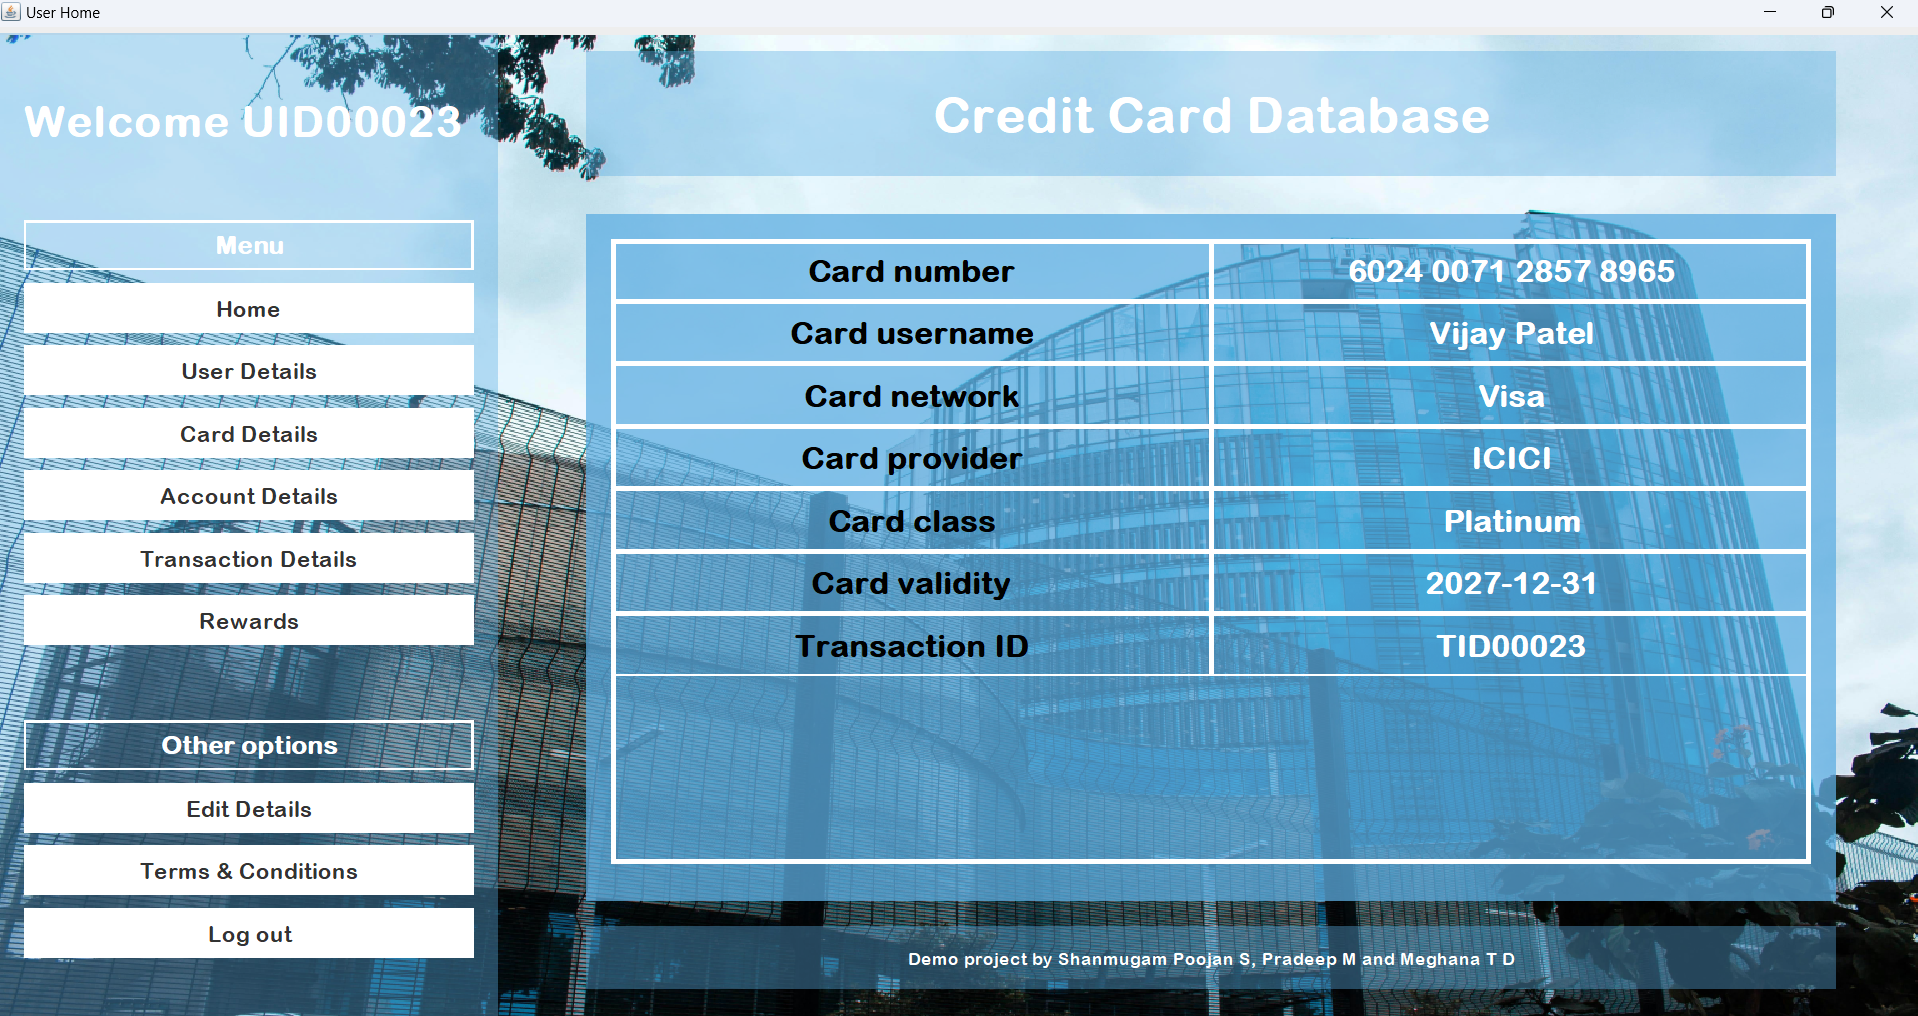 User Home
Welcome UID00023
Menu
Home
User Details
Card Details
Account Details
Transaction Details
Rewards
Other options
Edit Details
Terms & Conditions
Log out
Credit Card Database
Card number 6024 0071 2857 8965
Card username Vijay Patel
Card network Visa
Card provider ICICI
Card class Platinum
Card validity 2027-12-31
Transaction ID TID00023
Demo project by Shanmugam Poojan S, Pradeep M and Meghana T D